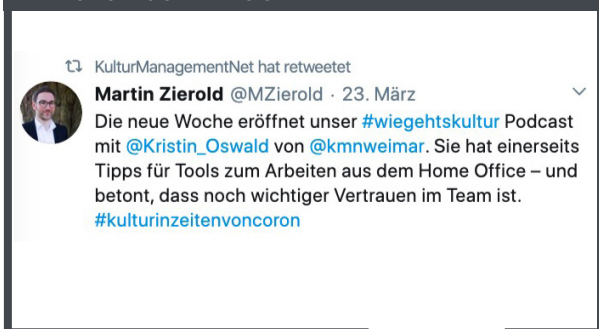 KulturManagementNet hat retweetet
Martin Zierold @MZierold · 23. März
Die neue Woche eröffnet unser #wiegehtskultur Podcast
mit @Kristin_Oswald von @kmnweimar. Sie hat einerseits
Tipps für Tools zum Arbeiten aus dem Home Office – und
betont, dass noch wichtiger Vertrauen im Team ist.
#kulturinzeitenvoncoron